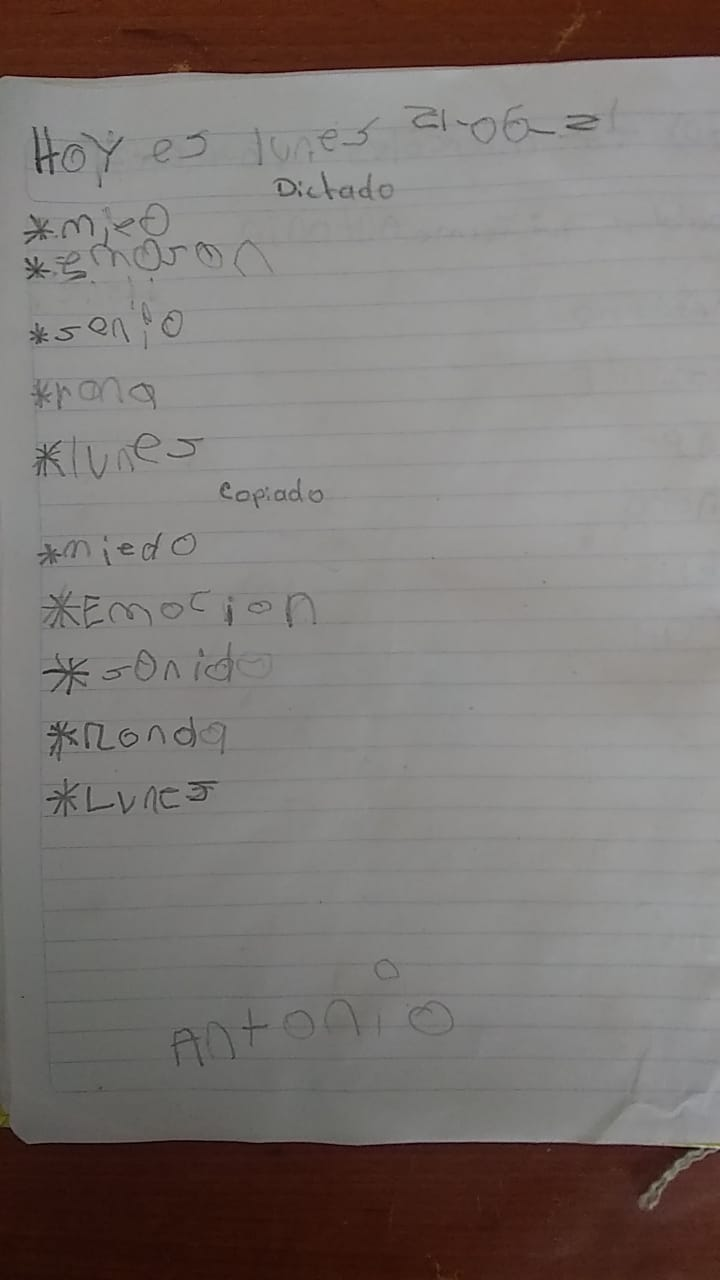 HOY es lunes 21-06-21
Dictado
*mieo
*emoson
*senio
*rona
*lunes
Copiado
*miedo
*Emocion
*sonido
*Ronda
*Lunes
Antonio